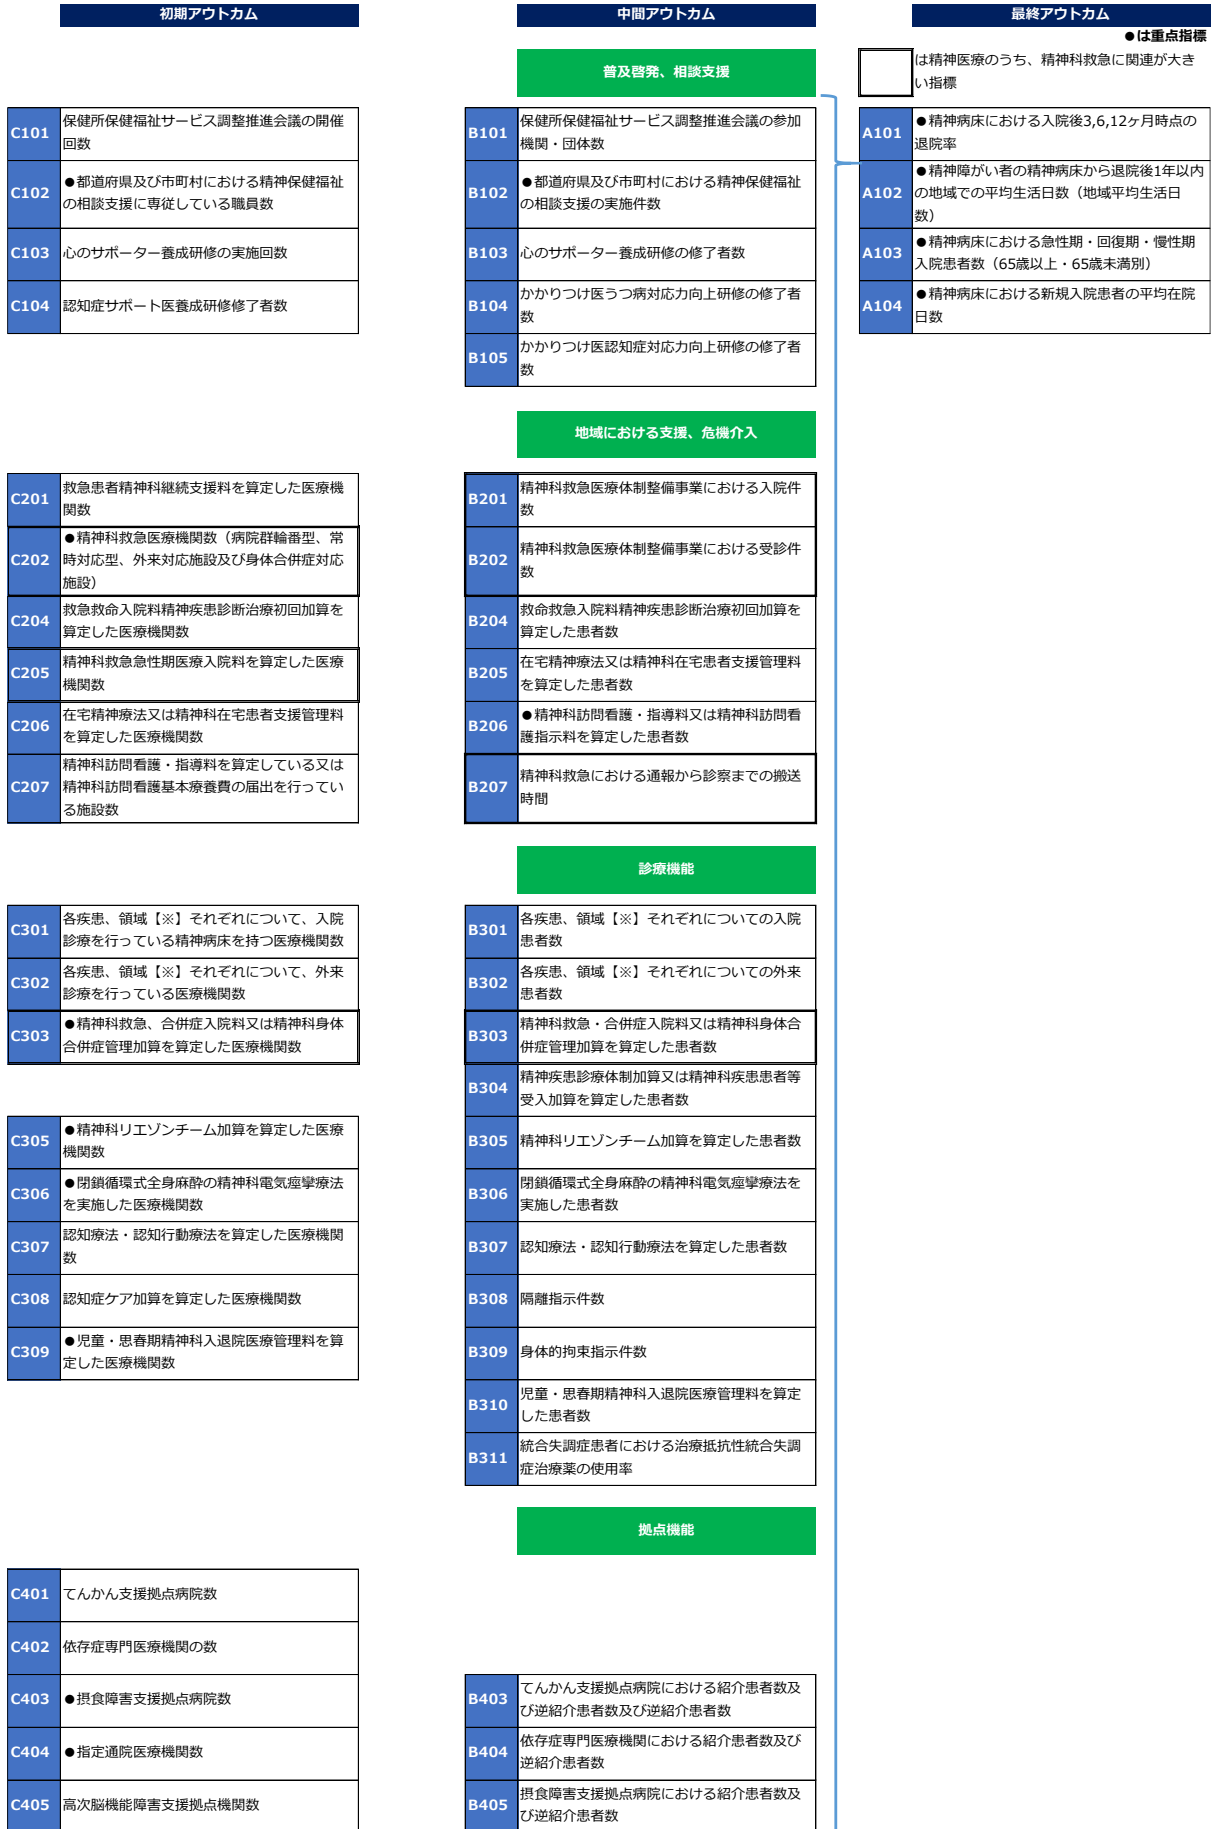 初期アウトカム
中間アウトカム
最終アウトカム
●は重点指標
普及啓発、相談支援
は精神医療のうち、精神科救急に関連が大き
い指標
C101
保健所保健福祉サービス調整推進会議の開催
回数
B101
保健所保健福祉サービス調整推進会議の参加
機関・団体数
A101
●精神病床における入院後3,6,12ヶ月時点の
退院率
C102
●都道府県及び市町村における精神保健福祉
の相談支援に専従している職員数
B102
●都道府県及び市町村における精神保健福祉
の相談支援の実施件数
A102
●精神障がい者の精神病床から退院後1年以内
の地域での平均生活日数（地域平均生活日
数）
C103
心のサポーター養成研修の実施回数
B103
心のサポーター養成研修の修了者数
A103
●精神病床における急性期・回復期・慢性期
入院患者数（65歳以上・65歳未満別）
C104
認知症サポート医養成研修修了者数
B104
かかりつけ医うつ病対応力向上研修の修了者
数
A104
●精神病床における新規入院患者の平均在院
日数
B105
かかりつけ医認知症対応力向上研修の修了者
数
地域における支援、危機介入
C201
救急患者精神科継続支援料を算定した医療機
関数
B201
精神科救急医療体制整備事業における入院件
数
C202
●精神科救急医療機関数（病院群輪番型、常
時対応型、外来対応施設及び身体合併症対応
施設）
B202
精神科救急医療体制整備事業における受診件
数
C204
救急救命入院料精神疾患診断治療初回加算を
算定した医療機関数
B204
救命救急入院料精神疾患診断治療初回加算を
算定した患者数
C205
精神科救急急性期医療入院料を算定した医療
機関数
B205
在宅精神療法又は精神科在宅患者支援管理料
を算定した患者数
C206
在宅精神療法又は精神科在宅患者支援管理料
を算定した医療機関数
B206
●精神科訪問看護・指導料又は精神科訪問看
護指示料を算定した患者数
C207
精神科訪問看護・指導料を算定している又は
精神科訪問看護基本療養費の届出を行ってい
る施設数
B207
精神科救急における通報から診察までの搬送
時間
診療機能
C301
各疾患、領域【※】それぞれについて、入院
診療を行っている精神病床を持つ医療機関数
B301
各疾患、領域【※】それぞれについての入院
患者数
C302
各疾患、領域【※】それぞれについて、外来
診療を行っている医療機関数
B302
各疾患、領域【※】それぞれについての外来
患者数
C303
●精神科救急、合併症入院料又は精神科身体
合併症管理加算を算定した医療機関数
B303
精神科救急・合併症入院料又は精神科身体合
併症管理加算を算定した患者数
B304
精神疾患診療体制加算又は精神科疾患患者等
受入加算を算定した患者数
C305
●精神科リエゾンチーム加算を算定した医療
機関数
B305
精神科リエゾンチーム加算を算定した患者数
C306
●閉鎖循環式全身麻酔の精神科電気痙攣療法
を実施した医療機関数
B306
閉鎖循環式全身麻酔の精神科電気痙攣療法を
実施した患者数
C307
認知療法・認知行動療法を算定した医療機関
数
B307
認知療法・認知行動療法を算定した患者数
C308
認知症ケア加算を算定した医療機関数
B308
隔離指示件数
C309
●児童・思春期精神科入退院医療管理料を算
定した医療機関数
B309
身体的拘束指示件数
B310
児童・思春期精神科入退院医療管理料を算定
した患者数
B311
統合失調症患者における治療抵抗性統合失調
症治療薬の使用率
拠点機能
C401
てんかん支援拠点病院数
C402
依存症専門医療機関の数
C403
●摂食障害支援拠点病院数
B403
てんかん支援拠点病院における紹介患者数及
び逆紹介患者数及び逆紹介患者数
C404
●指定通院医療機関数
B404
依存症専門医療機関における紹介患者数及び
逆紹介患者数
C405
高次脳機能障害支援拠点機関数
B405
摂食障害支援拠点病院における紹介患者数及
び逆紹介患者数